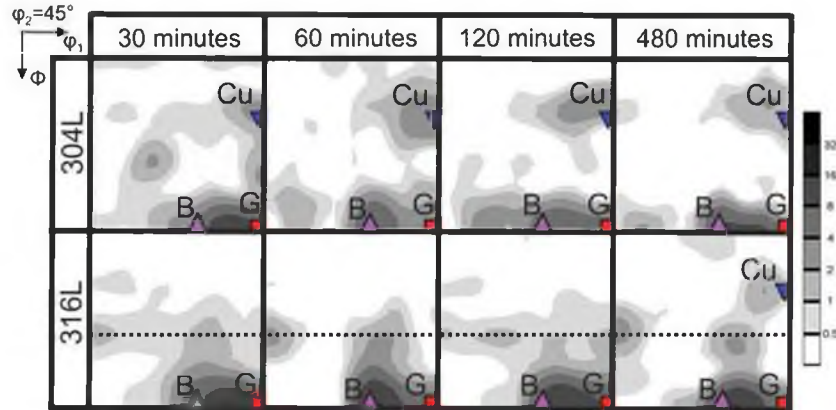 φ₂=45°
φ₁
Φ
30 minutes 60 minutes 120 minutes 480 minutes
304L
Cu Cu Cu Cu
B G B G B G B G
32
16
8
4
2
1
0.5
316L
Cu
B G B G B G B G